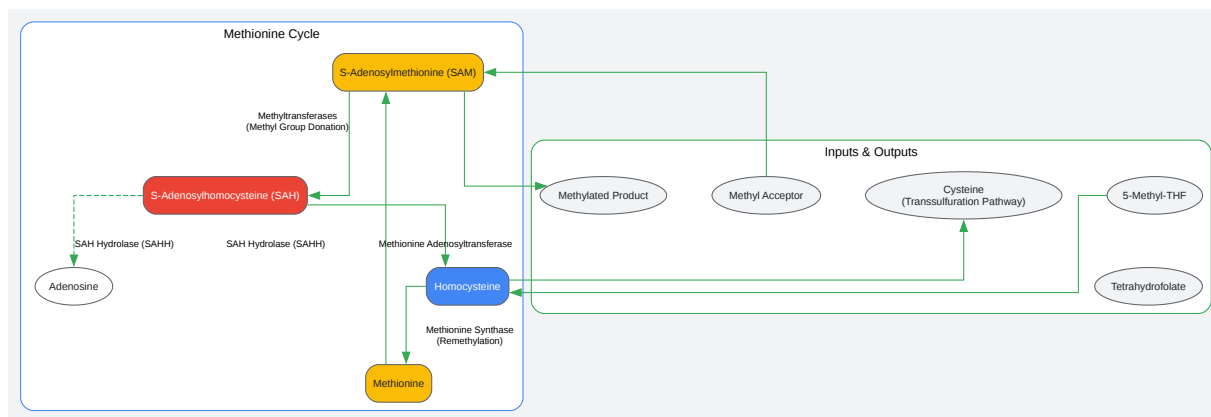 Methionine Cycle
S-Adenosylmethionine (SAM)
Methyltransferases
(Methyl Group Donation)
Inputs & Outputs
S-Adenosylhomocysteine (SAH)
Methylated Product
Methyl Acceptor
Cysteine
(Transsulfuration Pathway)
5-Methyl-THF
SAH Hydrolase (SAHH)
SAH Hydrolase (SAHH)
Methionine Adenosyltransferase
Adenosine
Homocysteine
Tetrahydrofolate
Methionine Synthase
(Remethylation)
Methionine